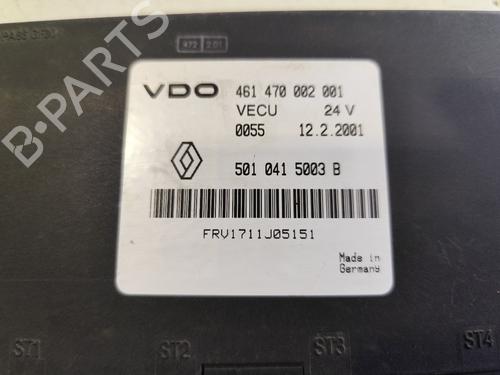 472 2.01
VDO 461 470 002 001
VECU 24 V
0055 12.2.2001
501 041 5003 B
FRV1711J05151
Made in
Germany
ST1 ST2 ST3 ST4
B-PARTS